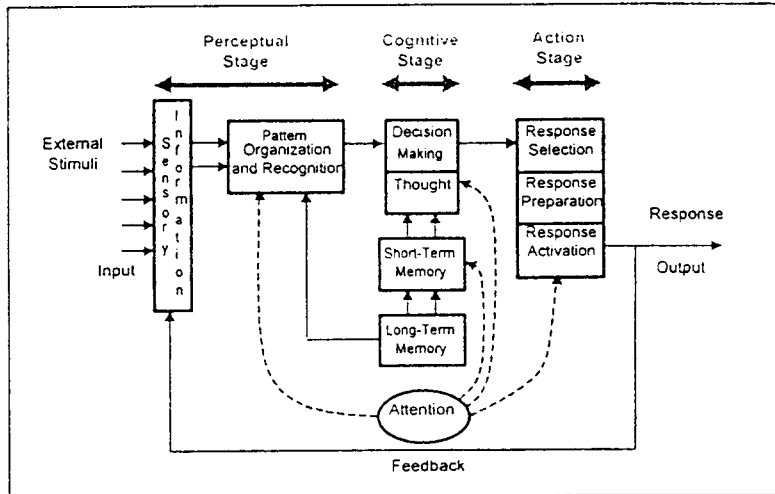 Perceptual
Stage
Cognitive
Stage
Action
Stage
External
Stimuli
Input
Sensory
Information
Pattern
Organization
and Recognition
Decision
Making
Thought
Short-Term
Memory
Long-Term
Memory
Response
Selection
Response
Preparation
Response
Activation
Response
Output
Attention
Feedback